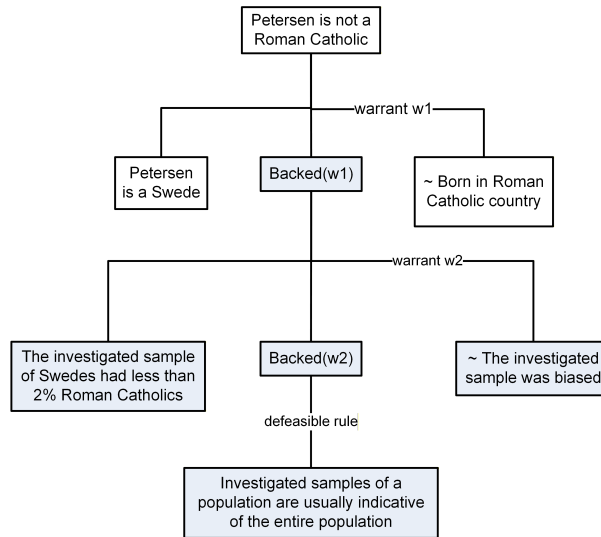 Petersen is not a
Roman Catholic
warrant w1
Petersen
is a Swede
Backed(w1)
~ Born in Roman
Catholic country
warrant w2
The investigated sample
of Swedes had less than
2% Roman Catholics
Backed(w2)
~ The investigated
sample was biased
defeasible rule
Investigated samples of a
population are usually indicative
of the entire population